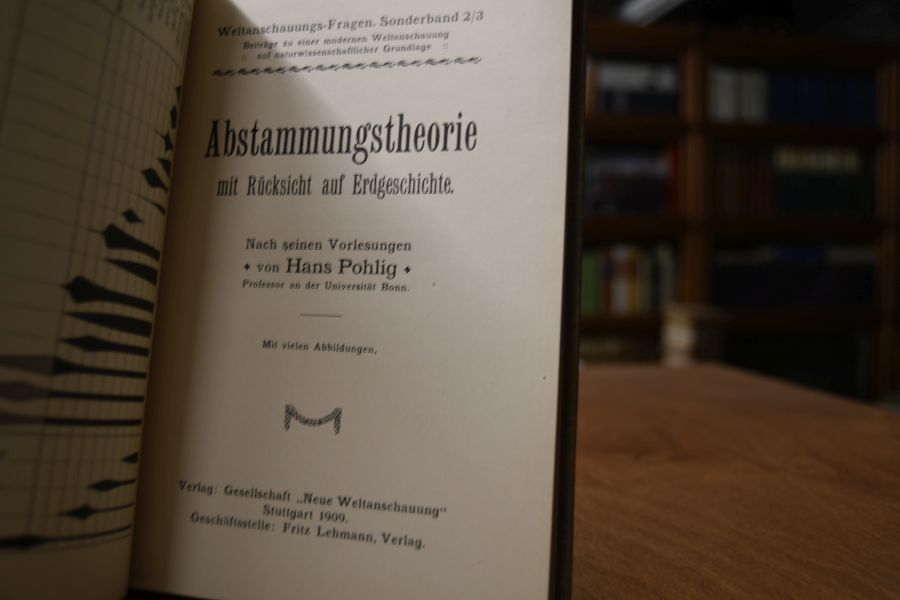 Weltanschauungs-Fragen. Sonderband 2/3
Beiträge zu einer modernen Weltanschauung
:: auf naturwissenschaftlicher Grundlage ::
Abstammungstheorie
mit Rücksicht auf Erdgeschichte.
Nach seinen Vorlesungen
von Hans Pohlig
Professor an der Universität Bonn.
Mit vielen Abbildungen.
Verlag: Gesellschaft „Neue Weltanschauung“
Stuttgart 1909.
Geschäftsstelle: Fritz Lehmann, Verlag.